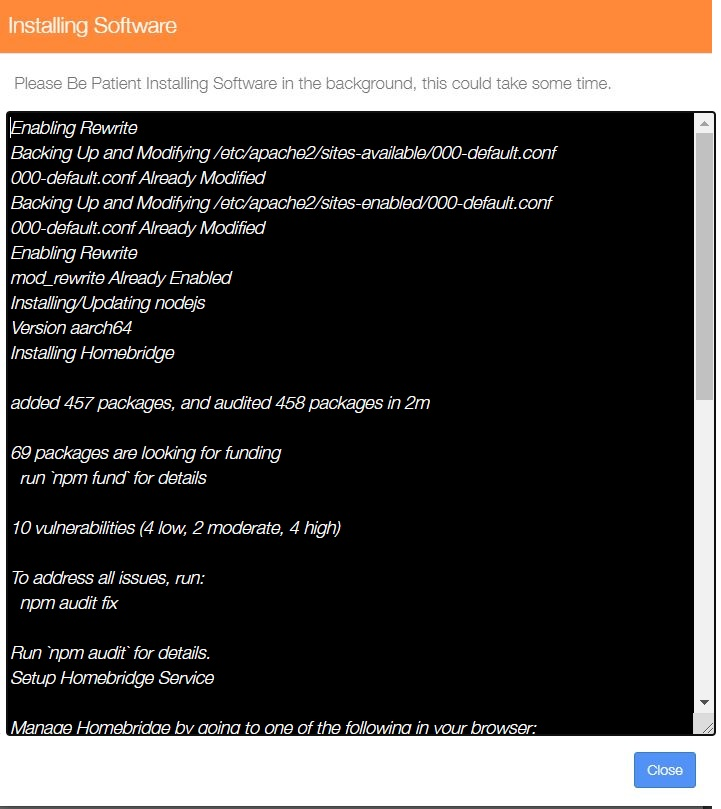 Installing Software
Please Be Patient Installing Software in the background, this could take some time.
Enabling Rewrite
Backing Up and Modifying /etc/apache2/sites-available/000-default.conf
000-default.conf Already Modified
Backing Up and Modifying /etc/apache2/sites-enabled/000-default.conf
000-default.conf Already Modified
Enabling Rewrite
mod_rewrite Already Enabled
Installing/Updating nodejs
Version aarch64
Installing Homebridge
added 457 packages, and audited 458 packages in 2m
69 packages are looking for funding
run `npm fund` for details
10 vulnerabilities (4 low, 2 moderate, 4 high)
To address all issues, run:
npm audit fix
Run `npm audit` for details.
Setup Homebridge Service
Manage Homebridge by going to one of the following in your browser:
Close